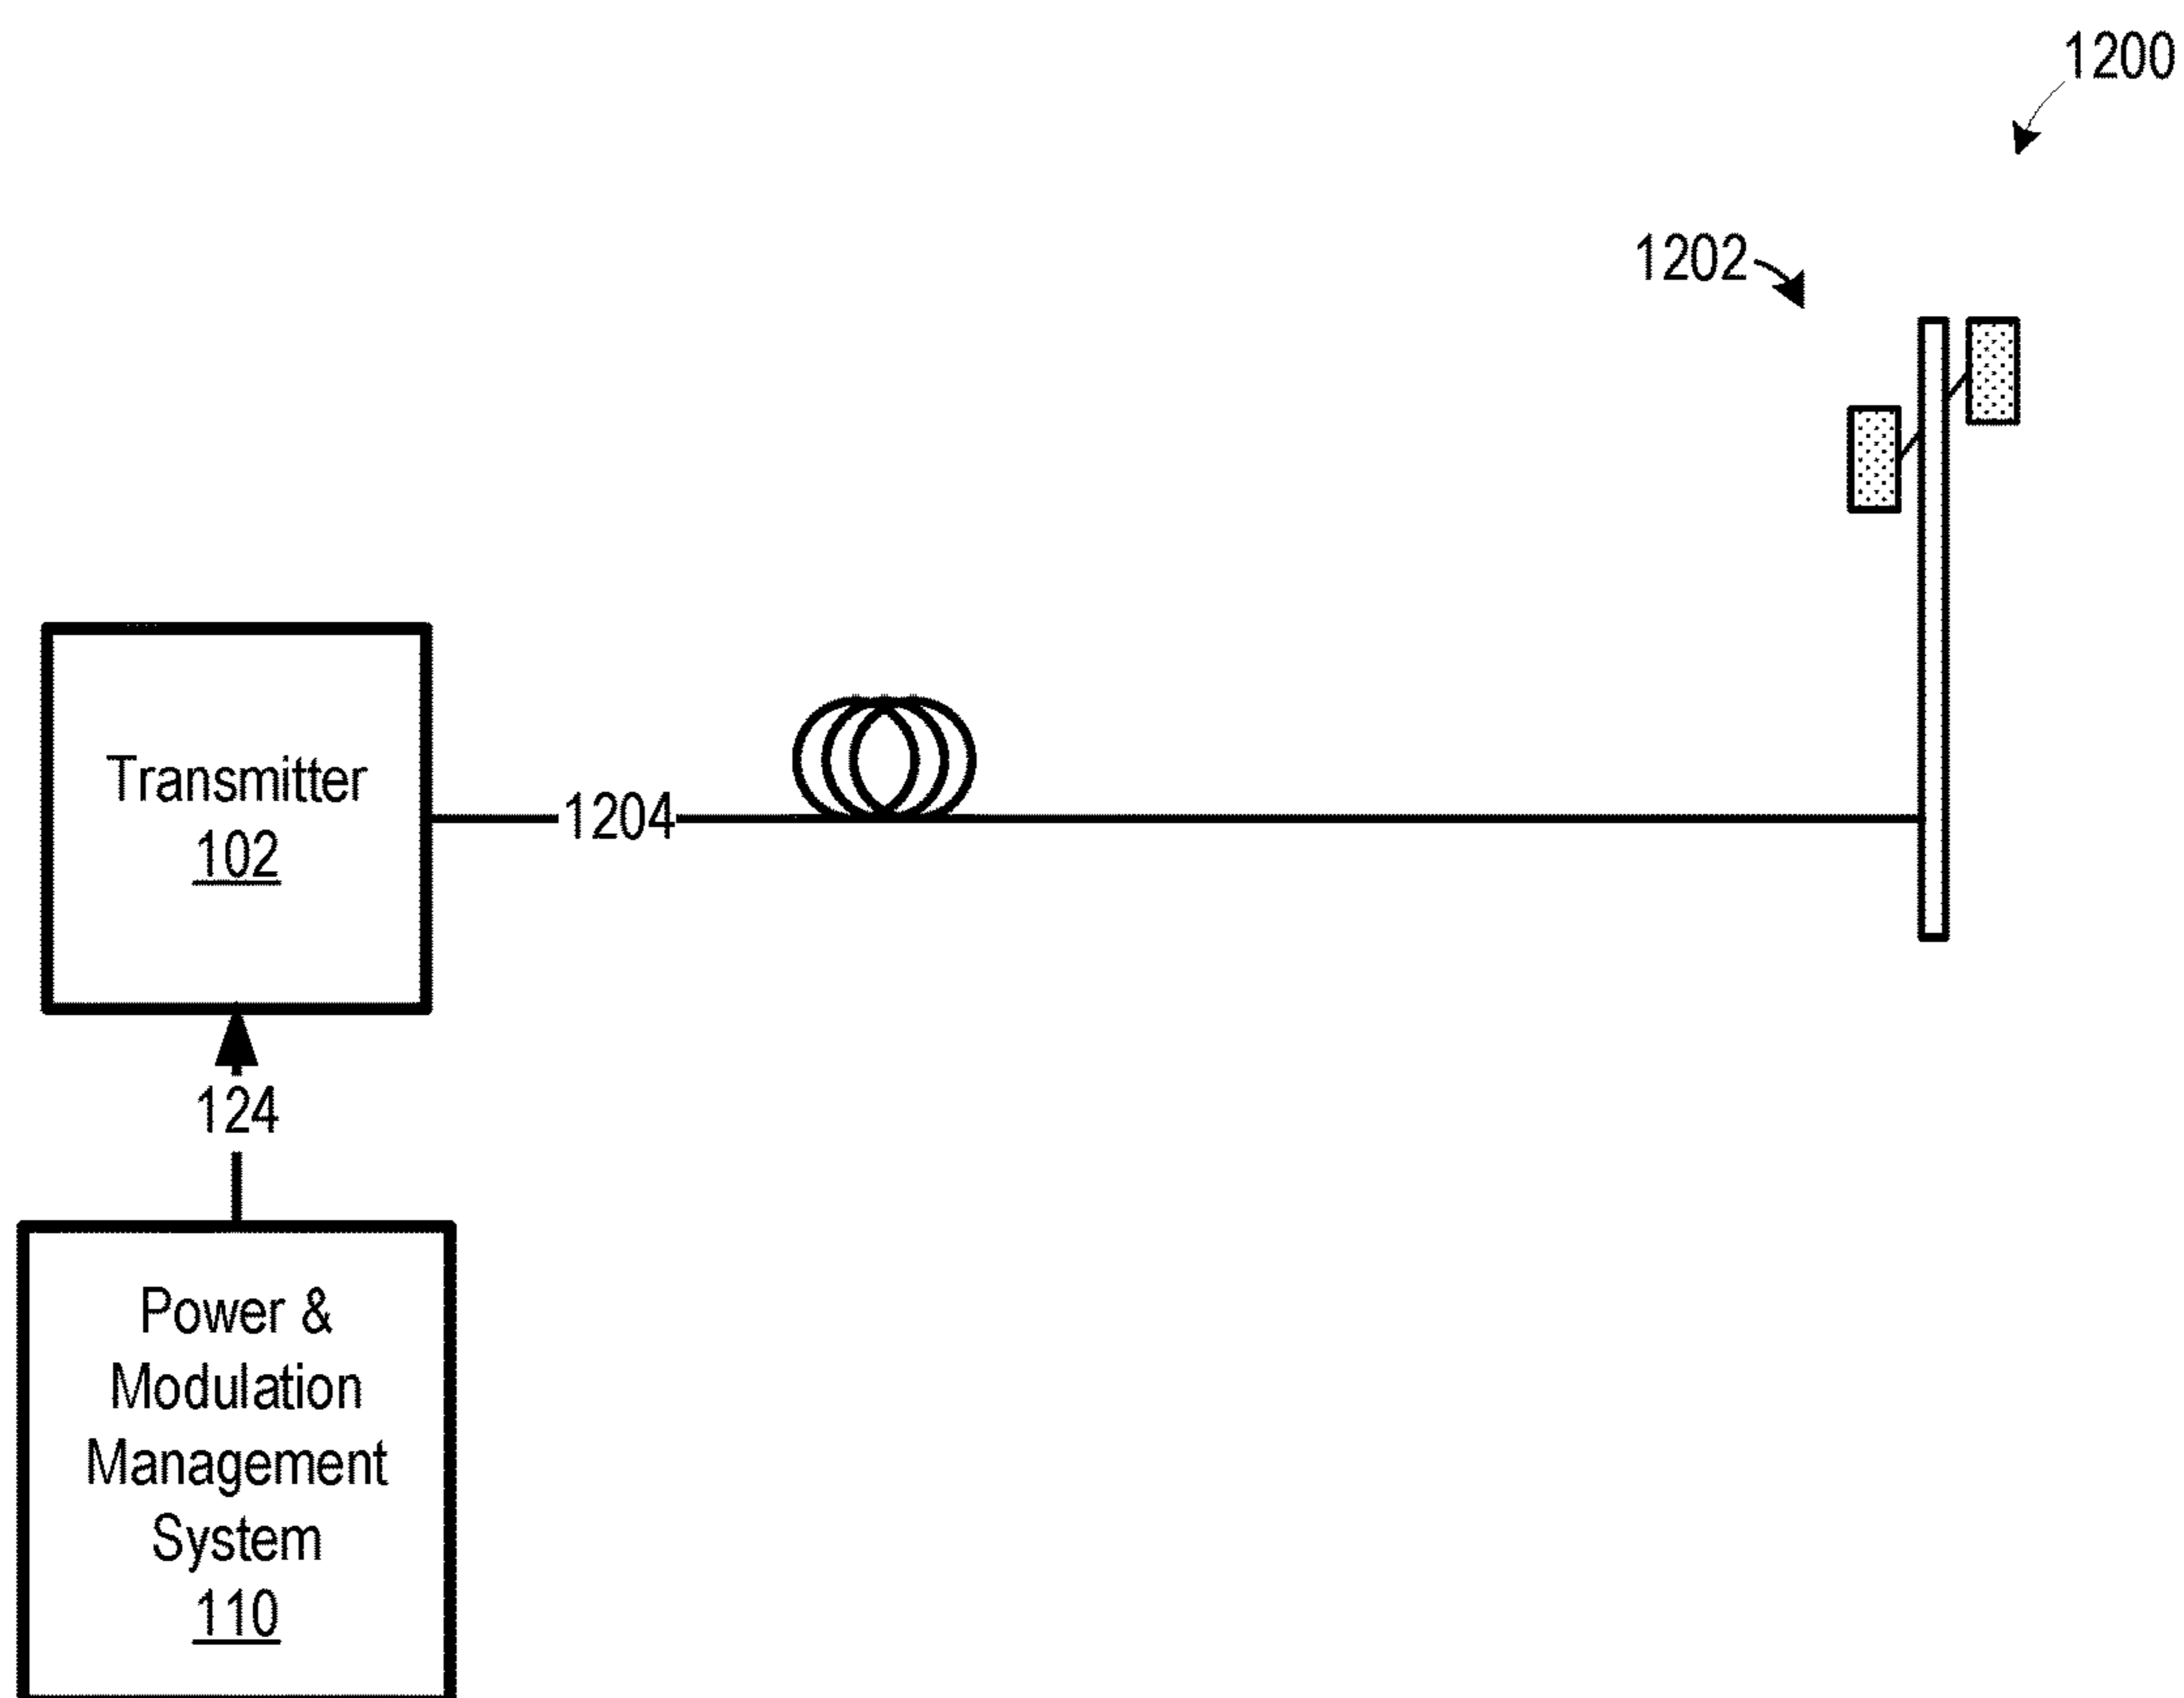 1200
1202
Transmitter
102
1204
124
Power &
Modulation
Management
System
110